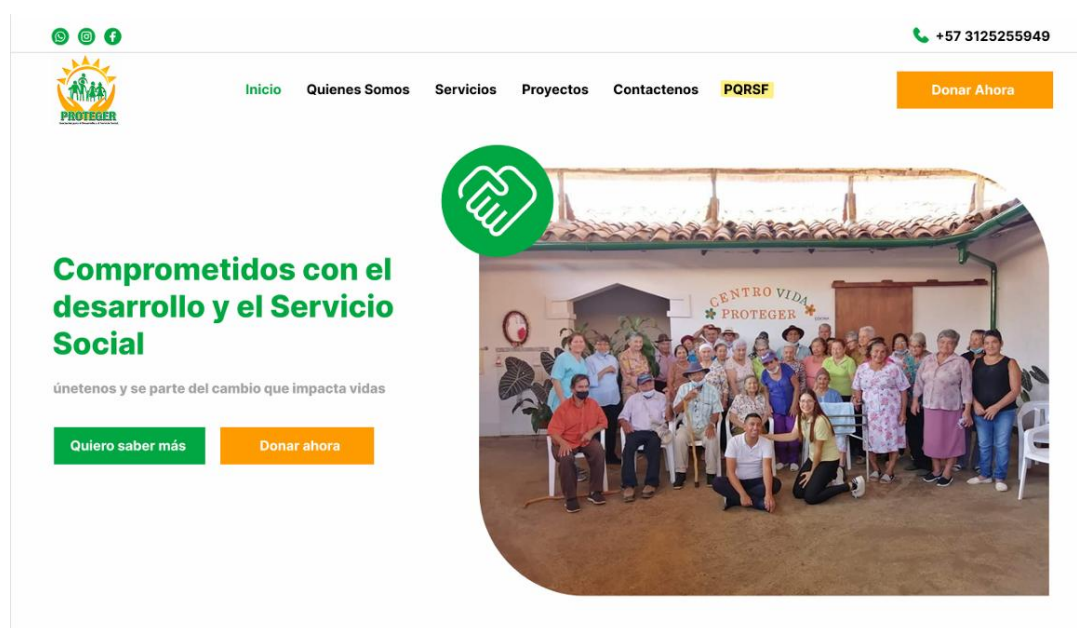 +57 3125255949
PROTEGER
Inicio Quienes Somos Servicios Proyectos Contactenos PQRSF
Donar Ahora
CENTRO VIDA
PROTEGER
Comprometidos con el
desarrollo y el Servicio
Social
únetenos y se parte del cambio que impacta vidas
Quiero saber más
Donar ahora